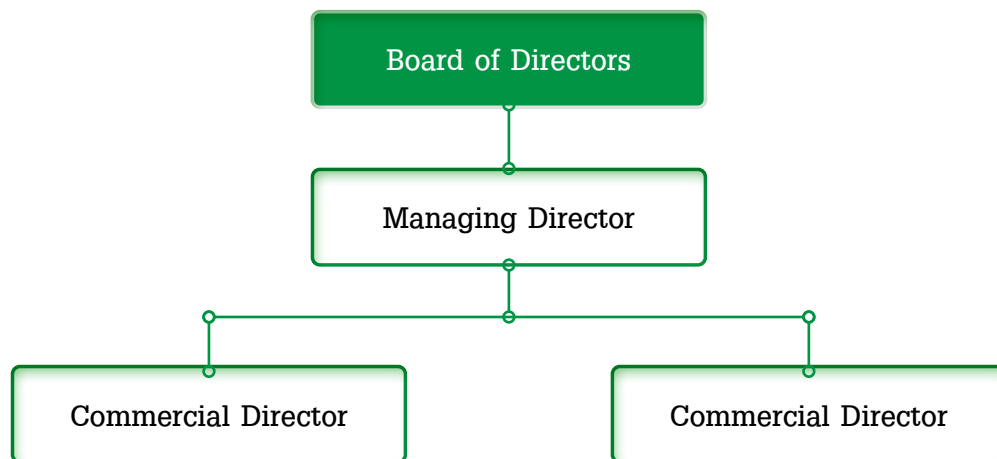 Board of Directors
Managing Director
Commercial Director
Commercial Director